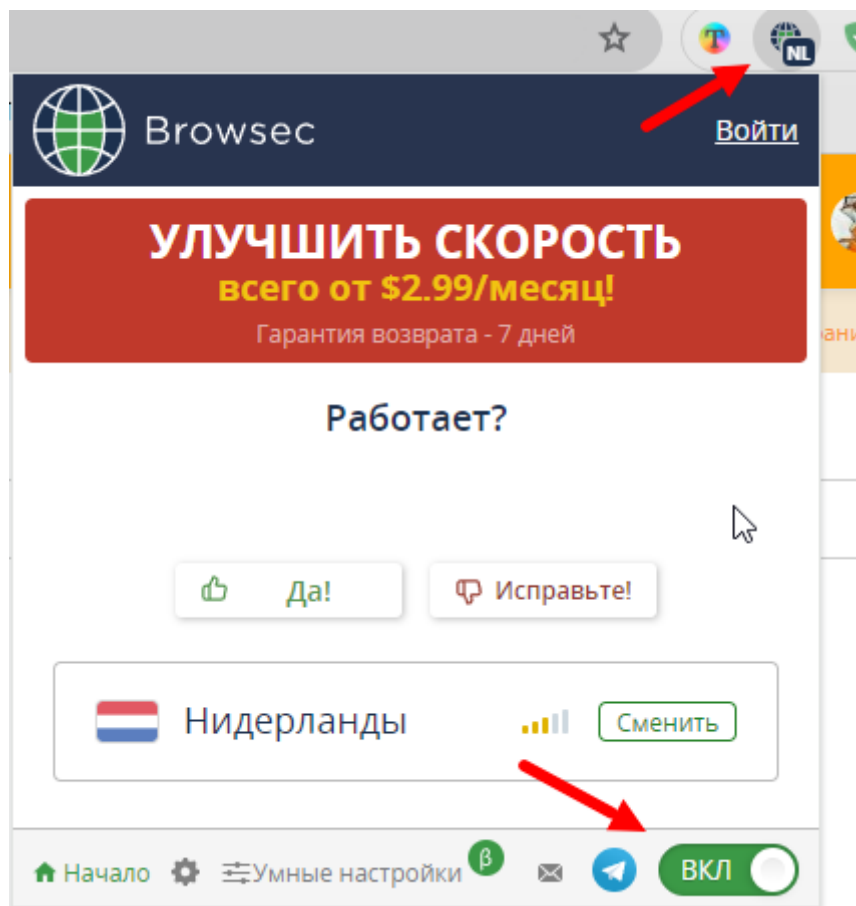 T
NL
Browsec
Войти
УЛУЧШИТЬ СКОРОСТЬ
всего от $2.99/месяц!
Гарантия возврата - 7 дней
Работает?
Да!
Исправьте!
Нидерланды
Сменить
Начало
Умные настройки
β
ВКЛ